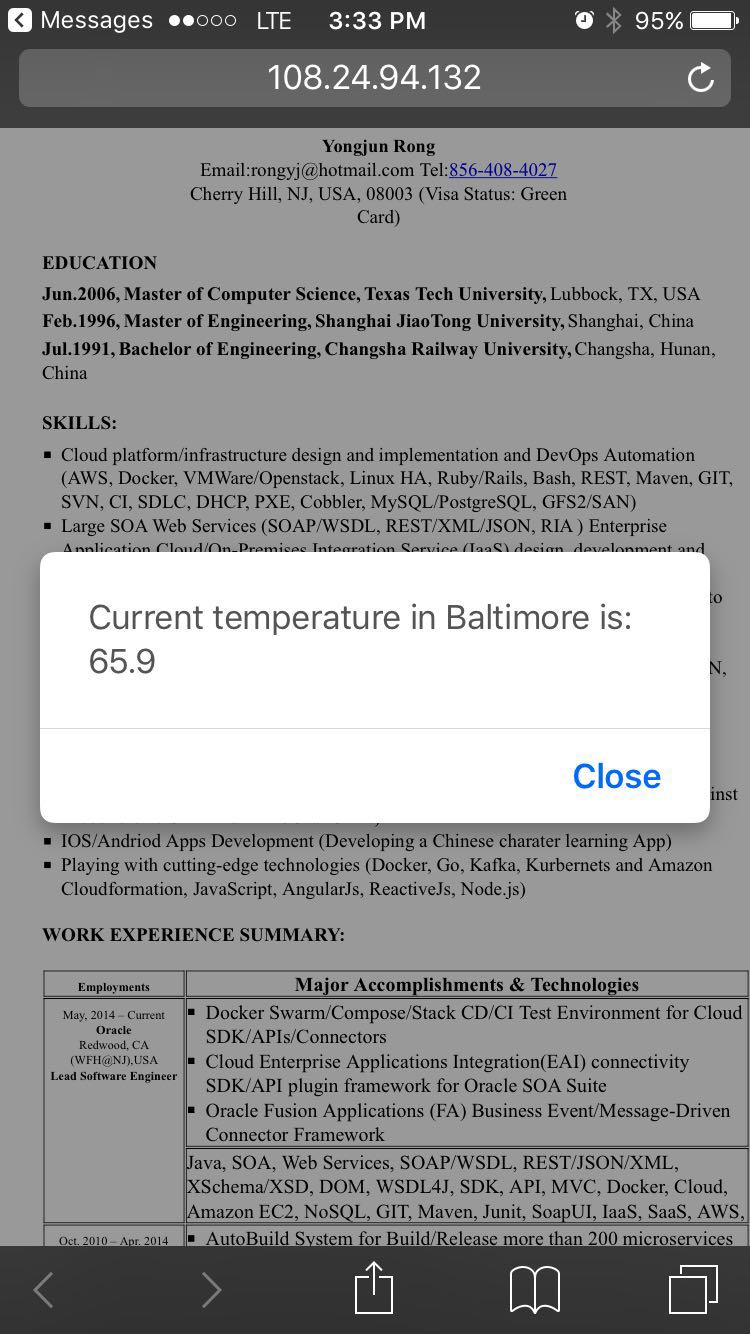 Messages LTE 3:33 PM 95%
108.24.94.132
Yongjun Rong
Email:rongyj@hotmail.com Tel:856-408-4027
Cherry Hill, NJ, USA, 08003 (Visa Status: Green
Card)
EDUCATION
Jun.2006, Master of Computer Science, Texas Tech University, Lubbock, TX, USA
Feb.1996, Master of Engineering, Shanghai JiaoTong University, Shanghai, China
Jul.1991, Bachelor of Engineering, Changsha Railway University, Changsha, Hunan,
China
SKILLS:
▪ Cloud platform/infrastructure design and implementation and DevOps Automation
(AWS, Docker, VMWare/Openstack, Linux HA, Ruby/Rails, Bash, REST, Maven, GIT,
SVN, CI, SDLC, DHCP, PXE, Cobbler, MySQL/PostgreSQL, GFS2/SAN)
▪ Large SOA Web Services (SOAP/WSDL, REST/XML/JSON, RIA ) Enterprise
Application Cloud/On-Premises Integration Service (IaaS) design, development and
to
N,
inst
Current temperature in Baltimore is:
65.9
Close
▪ IOS/Andriod Apps Development (Developing a Chinese charater learning App)
▪ Playing with cutting-edge technologies (Docker, Go, Kafka, Kurbernets and Amazon
Cloudformation, JavaScript, AngularJs, ReactiveJs, Node.js)
WORK EXPERIENCE SUMMARY:
Employments
Major Accomplishments & Technologies
May, 2014 – Current
Oracle
Redwood, CA
(WFH@NJ),USA
Lead Software Engineer
▪ Docker Swarm/Compose/Stack CD/CI Test Environment for Cloud
SDK/APIs/Connectors
▪ Cloud Enterprise Applications Integration(EAI) connectivity
SDK/API plugin framework for Oracle SOA Suite
▪ Oracle Fusion Applications (FA) Business Event/Message-Driven
Connector Framework
Java, SOA, Web Services, SOAP/WSDL, REST/JSON/XML,
XSchema/XSD, DOM, WSDL4J, SDK, API, MVC, Docker, Cloud,
Amazon EC2, NoSQL, GIT, Maven, Junit, SoapUI, IaaS, SaaS, AWS,
Oct. 2010 – Apr. 2014
▪ AutoBuild System for Build/Release more than 200 microservices